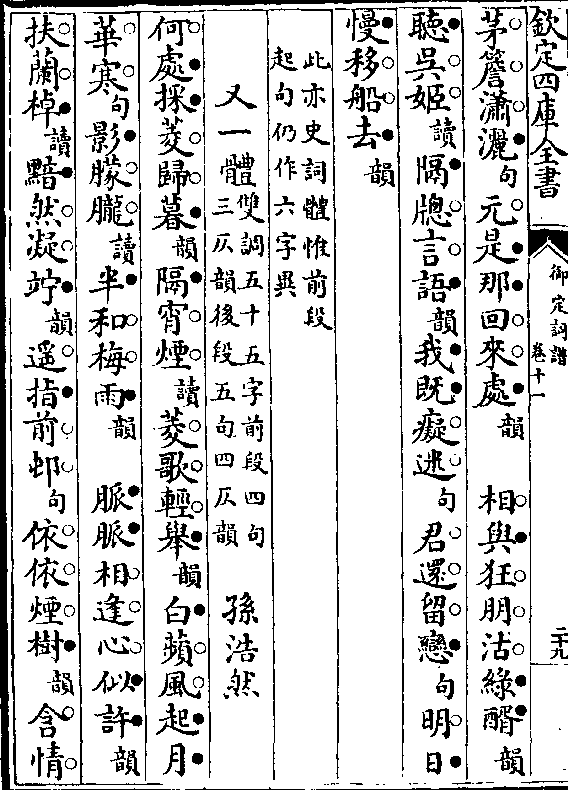 欽定四庫全書
御定詞譜
卷十一
二十九
茅簷瀟灑句元是那回來處韻　相與狂朋沽綠醑韻
聽吳姬讀隔牕言語韻我既癡迷句君還留戀句明日
慢移船去韻
此亦史詞體惟前段
起句仍作六字異
又一體雙調五十五字前段四句
三仄韻後段五句四仄韻　孫浩然
何處採菱歸暮韻隔宵煙讀菱歌輕舉韻白蘋風起月
華寒句影朦朧讀半和梅雨韻　脈脈相逢心似許韻
扶蘭棹讀黯然凝竚韻遥指前邨句依依煙樹韻含情